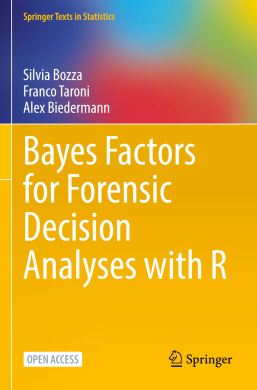 Springer Texts in Statistics
Silvia Bozza
Franco Taroni
Alex Biedermann
Bayes Factors
for Forensic
Decision
Analyses with R
OPEN ACCESS
Springer